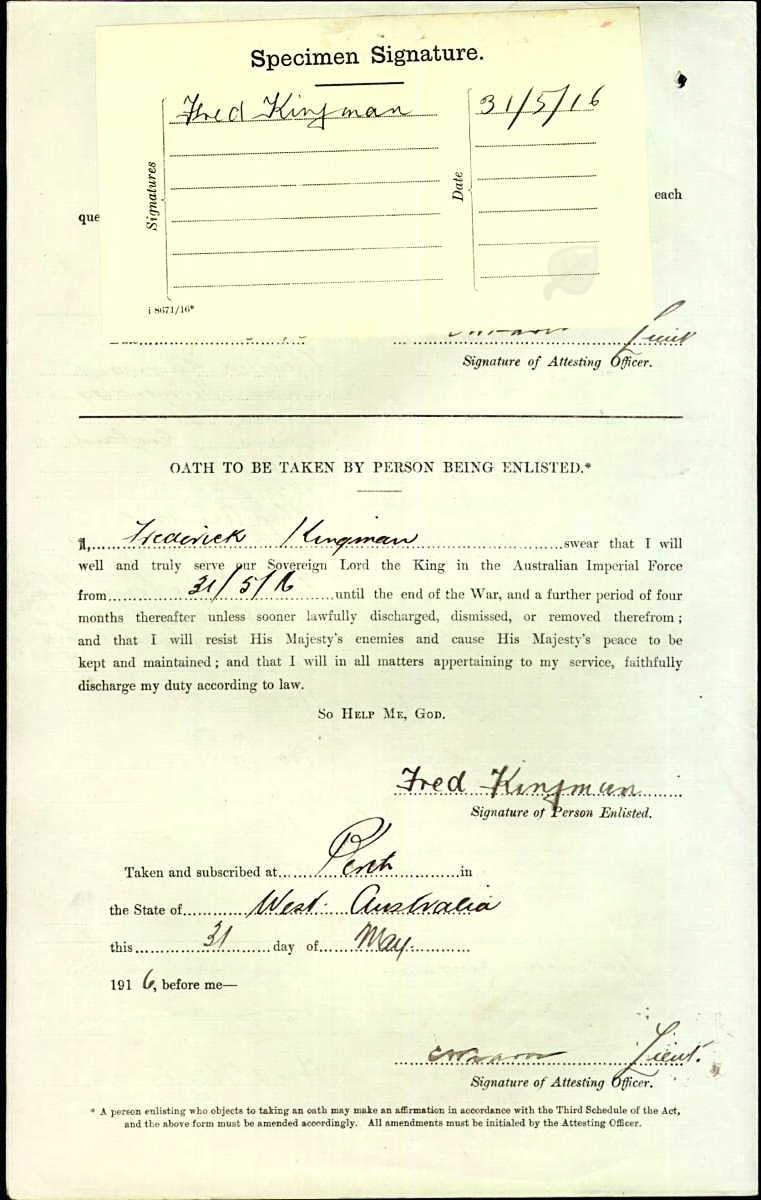 Specimen Signature.
Signatures
Fred Kingman
Date
31/5/16
each
que
i 8671/16*
Lieut
Signature of Attesting Officer.
OATH TO BE TAKEN BY PERSON BEING ENLISTED.*
I, Frederick Kingman swear that I will
well and truly serve our Sovereign Lord the King in the Australian Imperial Force
from 31/5/16 until the end of the War, and a further period of four
months thereafter unless sooner lawfully discharged, dismissed, or removed therefrom;
and that I will resist His Majesty's enemies and cause His Majesty's peace to be
kept and maintained; and that I will in all matters appertaining to my service, faithfully
discharge my duty according to law.
So Help Me, God.
Fred Kingman
Signature of Person Enlisted.
Taken and subscribed at Perth in
the State of West Australia
this 31 day of May
1916, before me—
Lieut.
Signature of Attesting Officer.
* A person enlisting who objects to taking an oath may make an affirmation in accordance with the Third Schedule of the Act,
and the above form must be amended accordingly. All amendments must be initialed by the Attesting Officer.